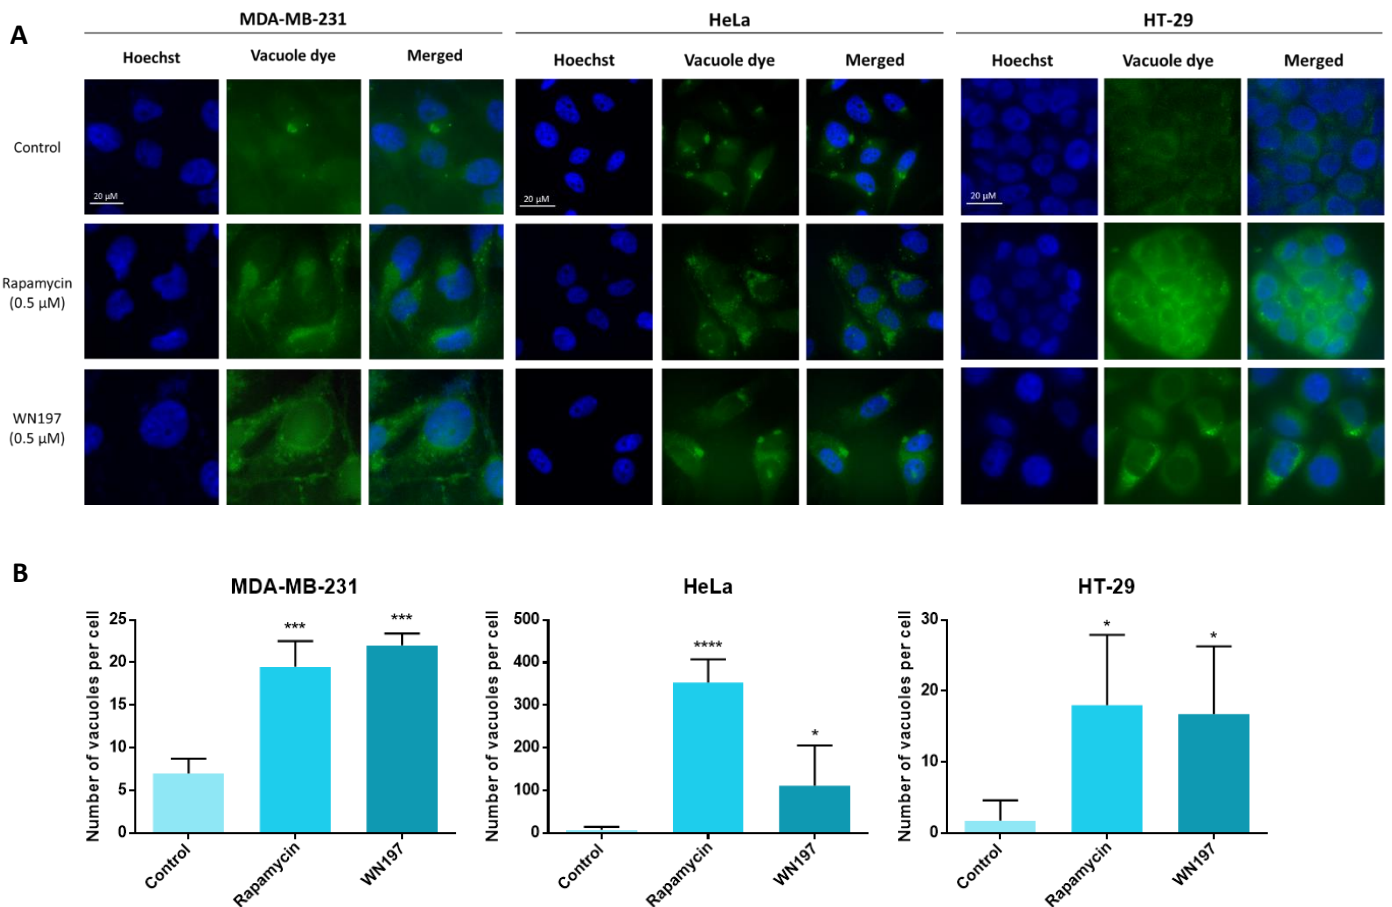 A
MDA-MB-231
HeLa
HT-29
Hoechst Vacuole dye Merged
Hoechst Vacuole dye Merged
Hoechst Vacuole dye Merged
Control
20 µM
20 µM
20 µM
Rapamycin
(0.5 µM)
WN197
(0.5 µM)
B
MDA-MB-231
Number of vacuoles per cell
25
20
15
10
5
0
***
***
Control
Rapamycin
WN197
HeLa
Number of vacuoles per cell
500
400
300
200
100
0
****
*
Control
Rapamycin
WN197
HT-29
Number of vacuoles per cell
30
20
10
0
*
*
Control
Rapamycin
WN197